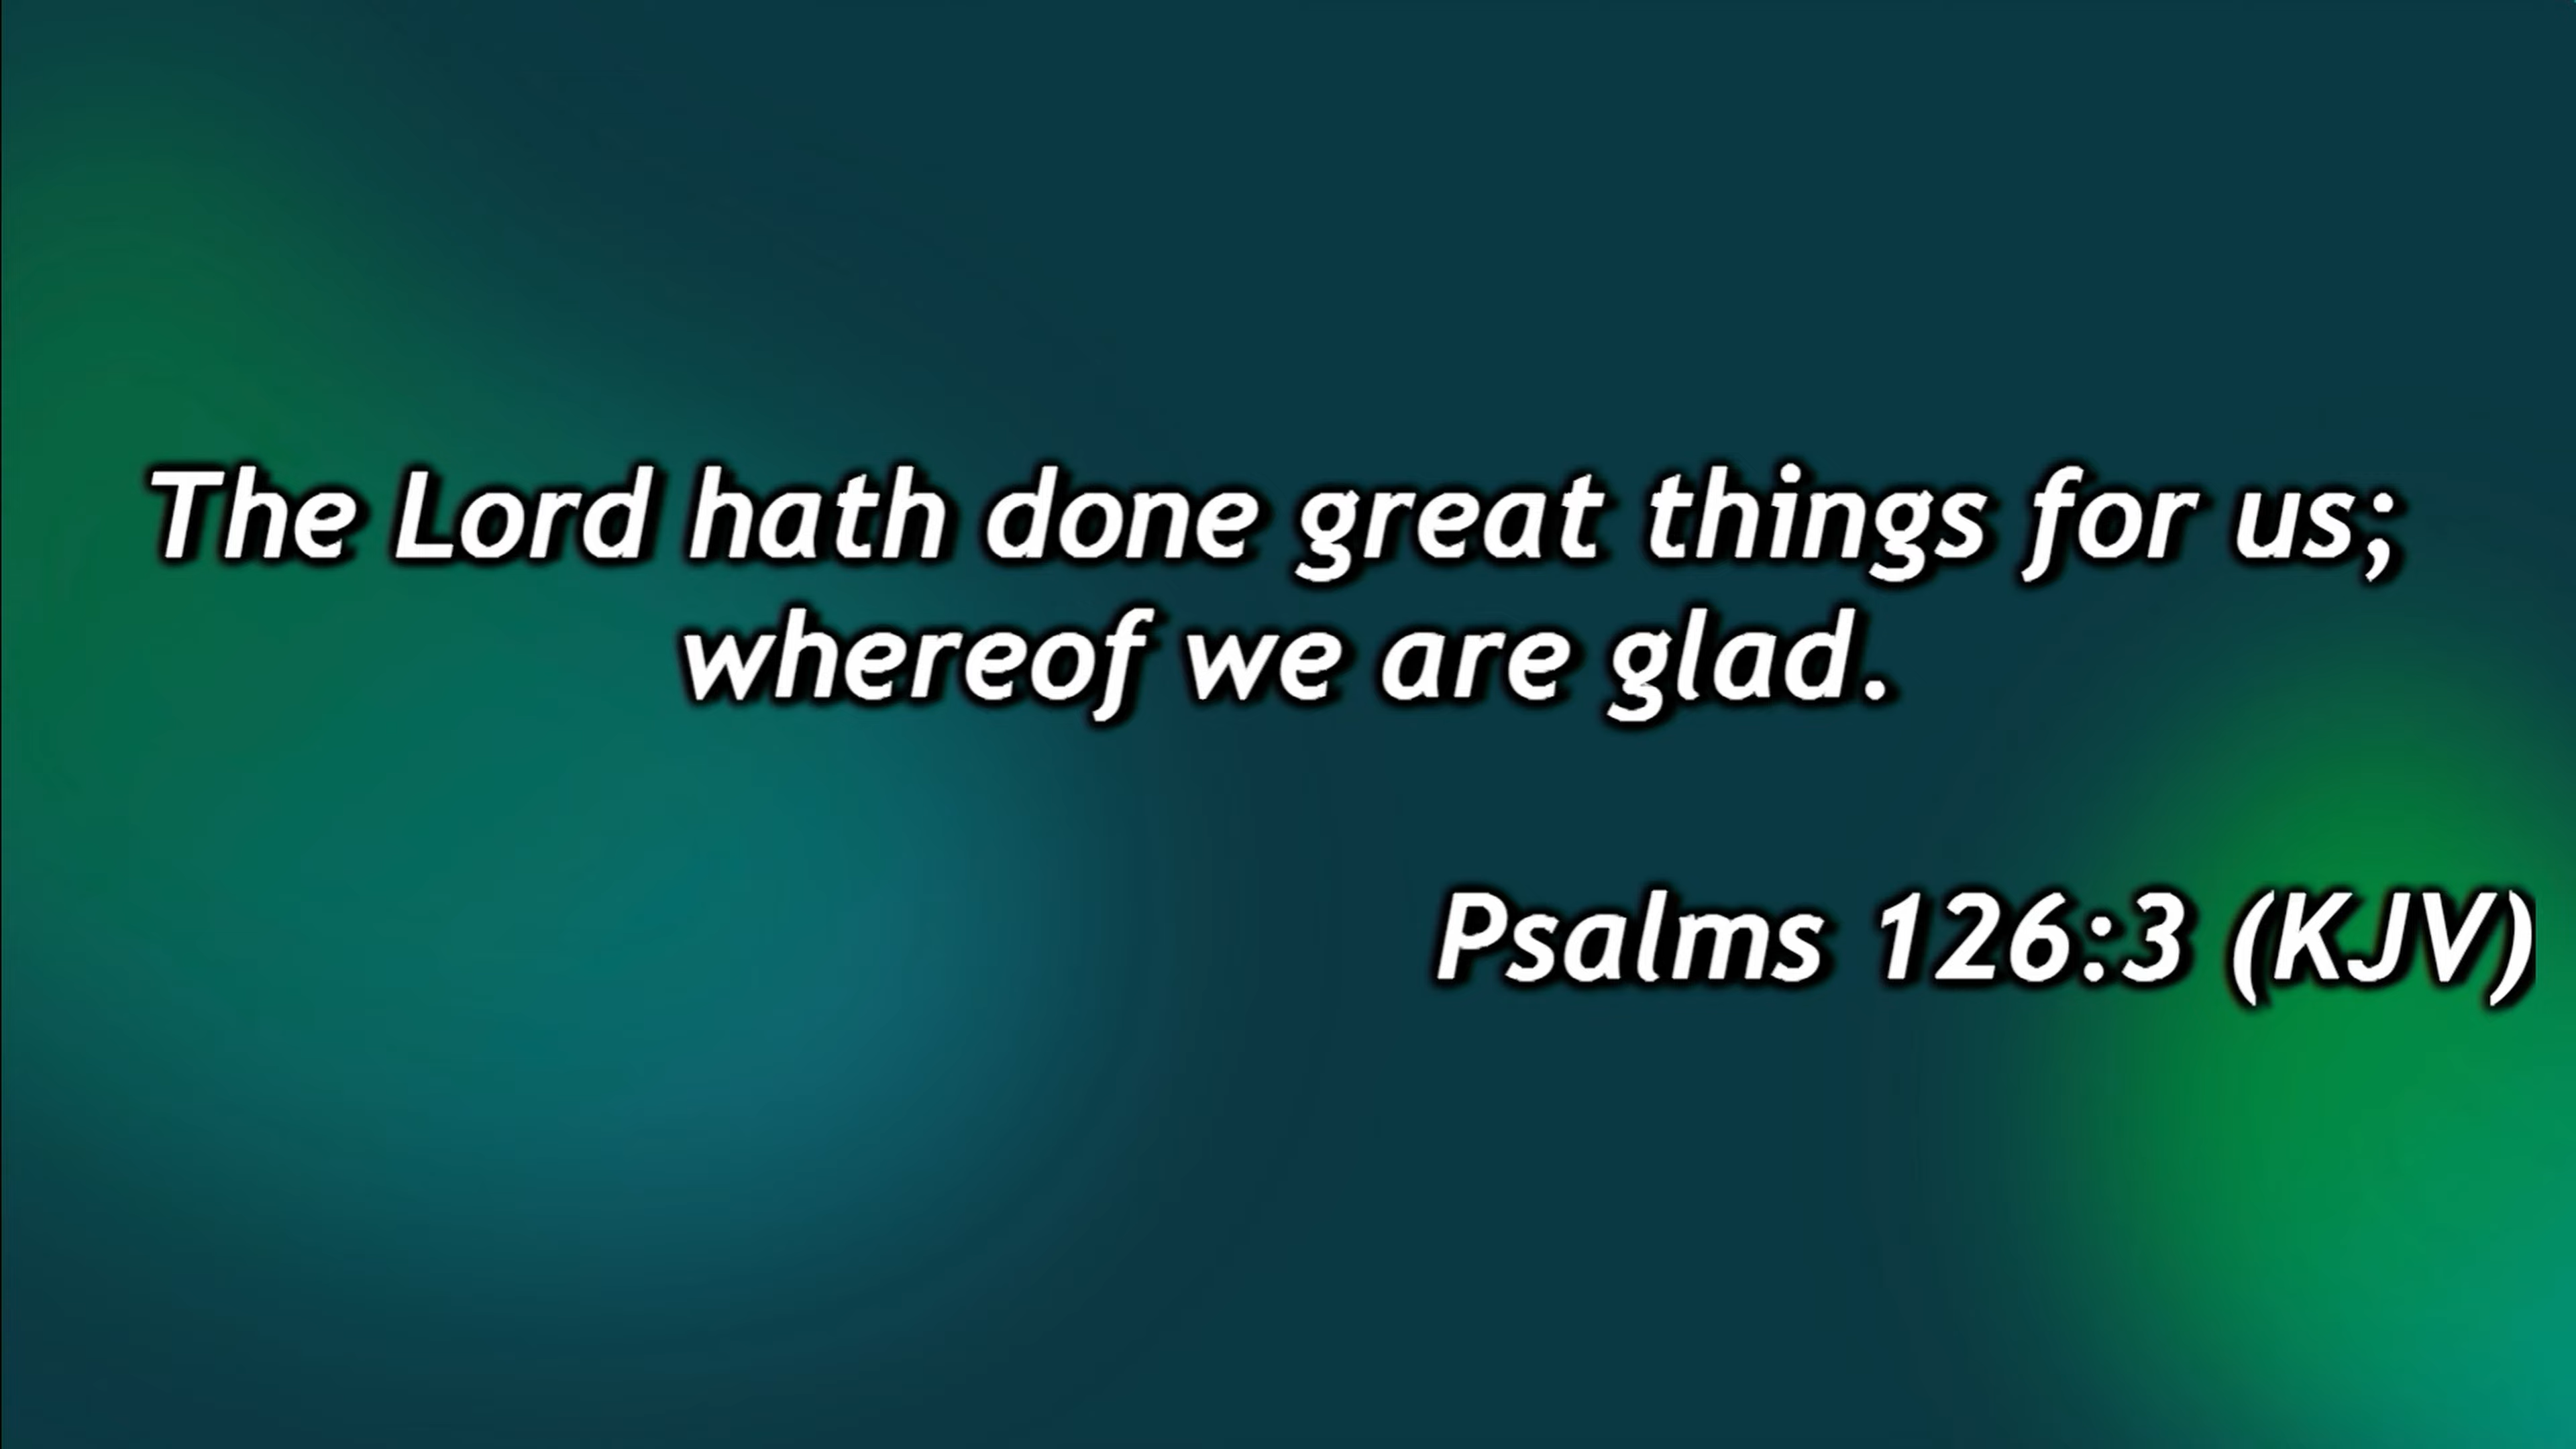 The Lord hath done great things for us;
whereof we are glad.
Psalms 126:3 (KJV)